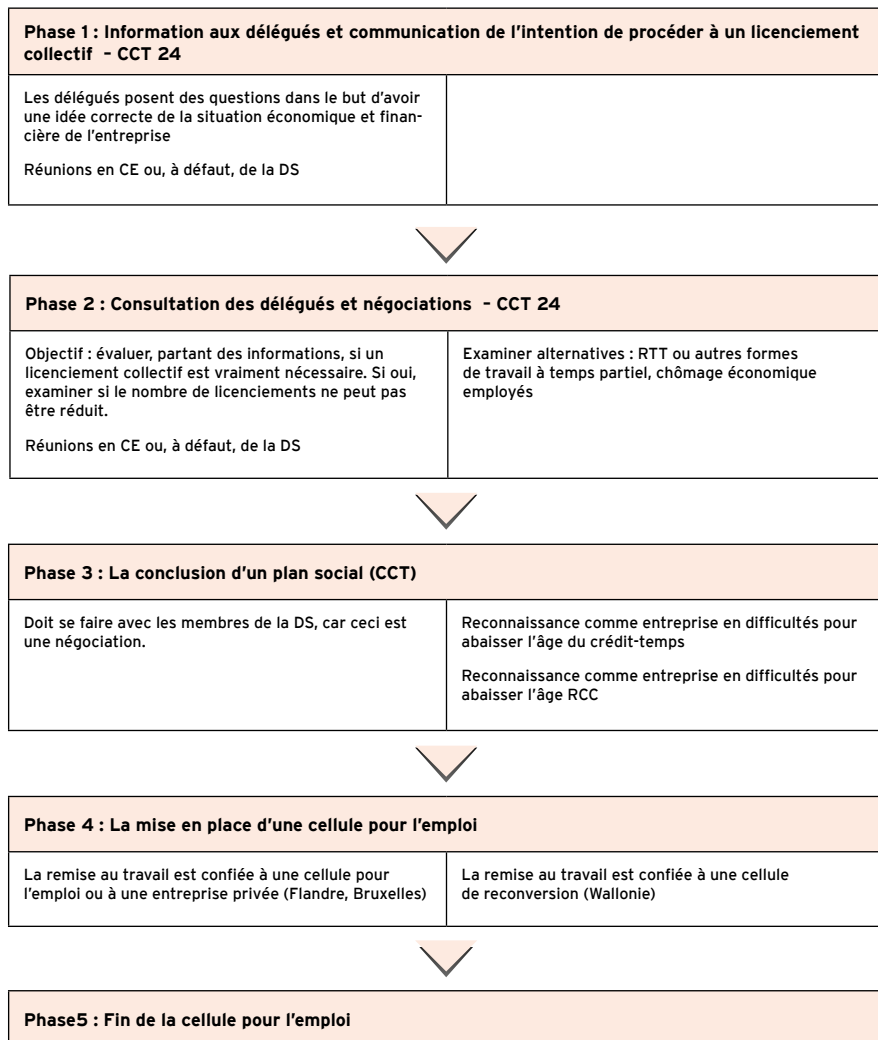 Phase 1 : Information aux délégués et communication de l'intention de procéder à un licenciement
collectif - CCT 24
Les délégués posent des questions dans le but d'avoir
une idée correcte de la situation économique et finan-
cière de l'entreprise
Réunions en CE ou, à défaut, de la DS
Phase 2 : Consultation des délégués et négociations - CCT 24
Objectif : évaluer, partant des informations, si un
licenciement collectif est vraiment nécessaire. Si oui,
examiner si le nombre de licenciements ne peut pas
être réduit.
Réunions en CE ou, à défaut, de la DS
Examiner alternatives : RTT ou autres formes
de travail à temps partiel, chômage économique
employés
Phase 3 : La conclusion d'un plan social (CCT)
Doit se faire avec les membres de la DS, car ceci est
une négociation.
Reconnaissance comme entreprise en difficultés pour
abaisser l'âge du crédit-temps
Reconnaissance comme entreprise en difficultés pour
abaisser l'âge RCC
Phase 4 : La mise en place d'une cellule pour l'emploi
La remise au travail est confiée à une cellule pour
l'emploi ou à une entreprise privée (Flandre, Bruxelles)
La remise au travail est confiée à une cellule
de reconversion (Wallonie)
Phase5 : Fin de la cellule pour l'emploi